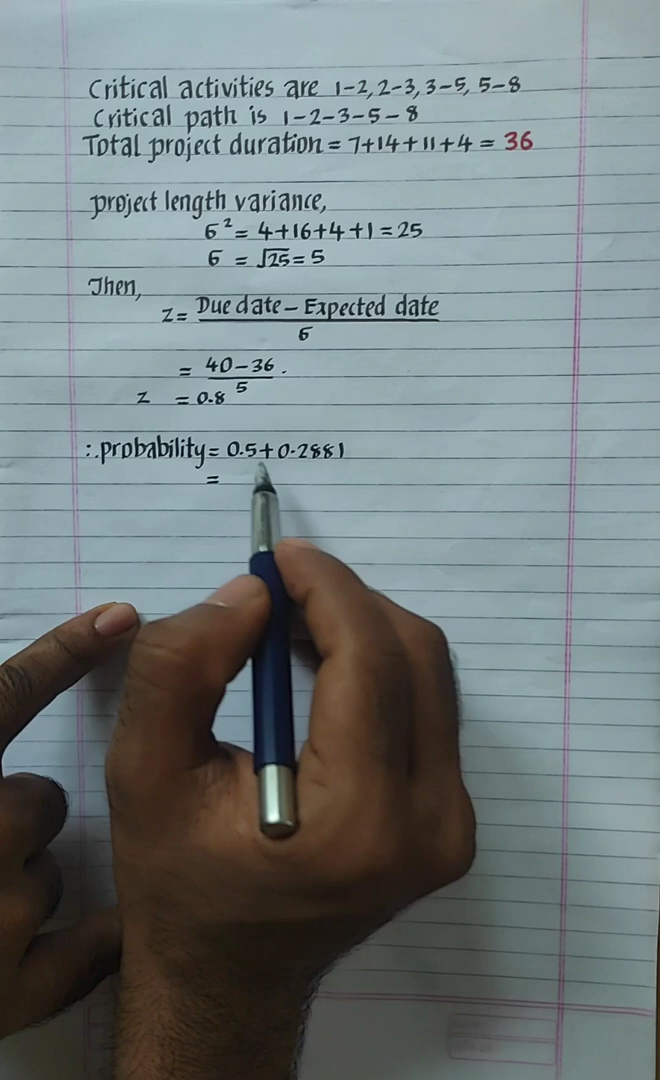 Critical activities are 1-2, 2-3, 3-5, 5-8
Critical path is 1-2-3-5-8
Total project duration = 7+14+11+4 = 36
project length variance,
σ² = 4+16+4+1 = 25
σ = √25 = 5
Then,
Z = Due date - Expected date
σ
= 40-36.
5
Z = 0.8
∴ probability = 0.5+0.2881
=